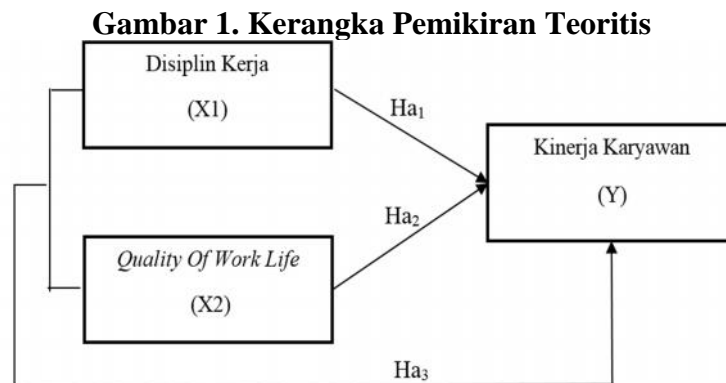 Gambar 1. Kerangka Pemikiran Teoritis
Disiplin Kerja
(X1)
Ha₁
Kinerja Karyawan
(Y)
Ha₂
Quality Of Work Life
(X2)
Ha₃